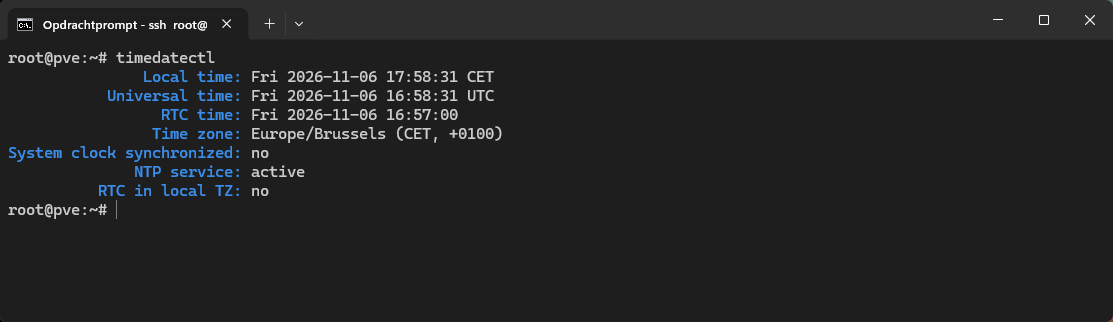 Opdrachtprompt - ssh root@
root@pve:~# timedatectl
Local time: Fri 2026-11-06 17:58:31 CET
Universal time: Fri 2026-11-06 16:58:31 UTC
RTC time: Fri 2026-11-06 16:57:00
Time zone: Europe/Brussels (CET, +0100)
System clock synchronized: no
NTP service: active
RTC in local TZ: no
root@pve:~#